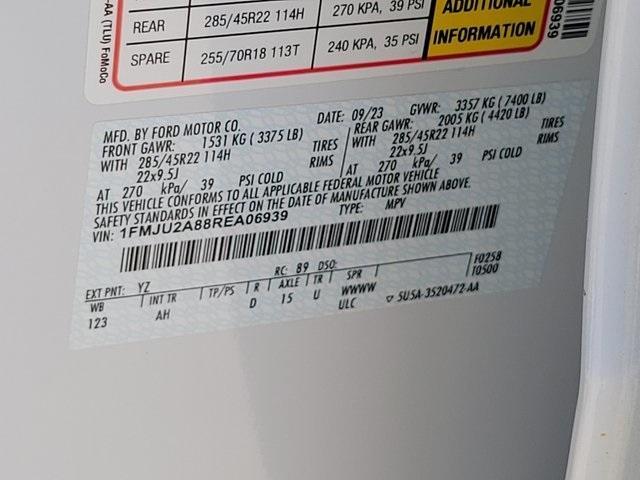 -AA (TLU) FoMoCo
REAR 285/45R22 114H 270 KPA, 39 PSI
SPARE 255/70R18 113T 240 KPA, 35 PSI
ADDITIONAL
INFORMATION
06939
MFD. BY FORD MOTOR CO. DATE: 09/23 GVWR: 3357 KG (7400 LB)
FRONT GAWR: 1531 KG (3375 LB) REAR GAWR: 2005 KG (4420 LB)
WITH 285/45R22 114H TIRES WITH 285/45R22 114H TIRES
22x9.5J RIMS 22x9.5J RIMS
AT 270 kPa/ 39 PSI COLD AT 270 kPa/ 39 PSI COLD
THIS VEHICLE CONFORMS TO ALL APPLICABLE FEDERAL MOTOR VEHICLE
SAFETY STANDARDS IN EFFECT ON THE DATE OF MANUFACTURE SHOWN ABOVE.
VIN: 1FMJU2A88REA06939 TYPE: MPV
EXT PNT: YZ RC: 89 DSO: F0258
WB INT TR TP/PS R AXLE TR SPR T0500
123 AH D 15 U WWWW
ULC 5U5A-3520472-AA